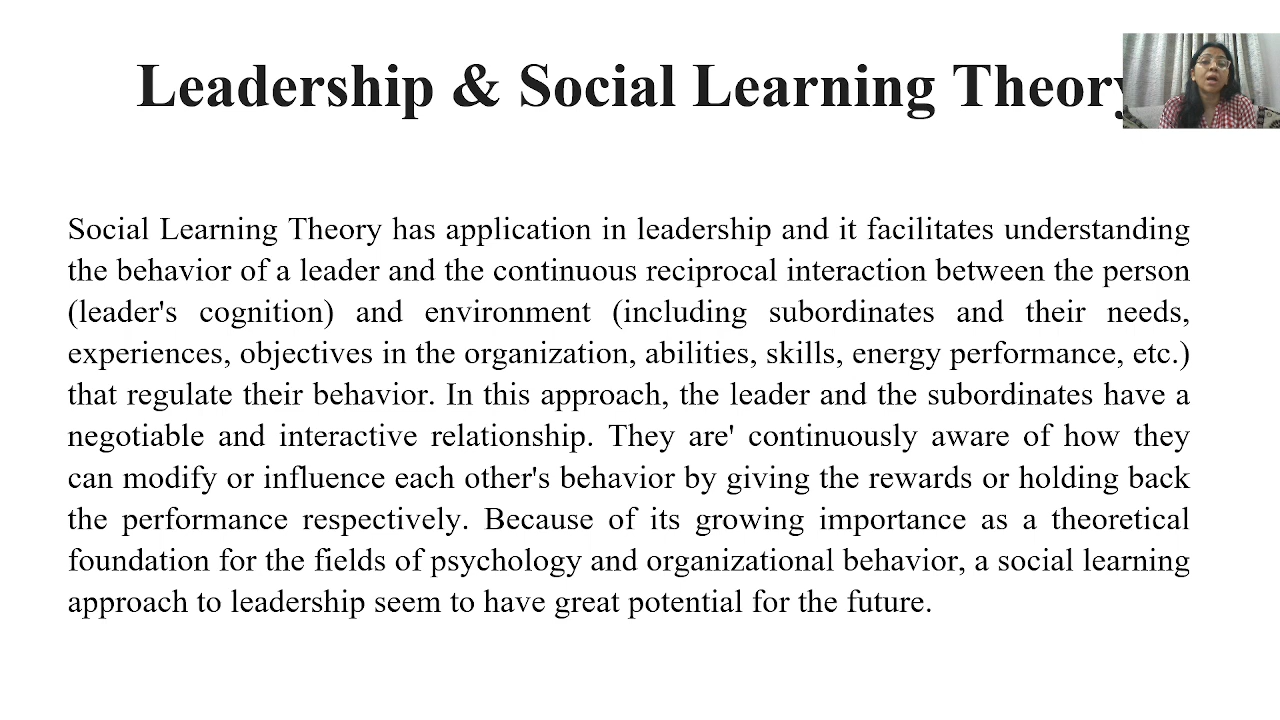 Leadership & Social Learning Theory
Social Learning Theory has application in leadership and it facilitates understanding
the behavior of a leader and the continuous reciprocal interaction between the person
(leader's cognition) and environment (including subordinates and their needs,
experiences, objectives in the organization, abilities, skills, energy performance, etc.)
that regulate their behavior. In this approach, the leader and the subordinates have a
negotiable and interactive relationship. They are' continuously aware of how they
can modify or influence each other's behavior by giving the rewards or holding back
the performance respectively. Because of its growing importance as a theoretical
foundation for the fields of psychology and organizational behavior, a social learning
approach to leadership seem to have great potential for the future.